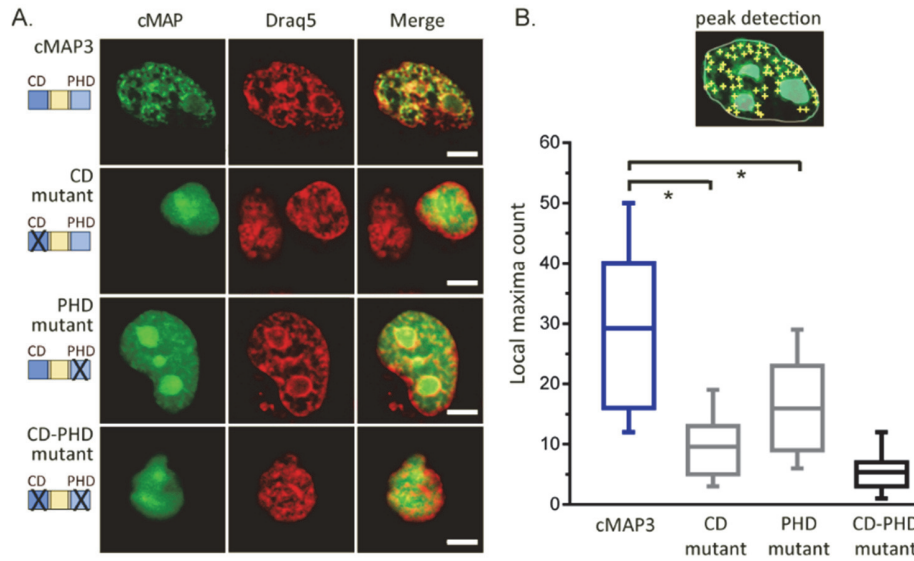 A.
cMAP
Draq5
Merge
cMAP3
CD PHD
CD
mutant
CD PHD
PHD
mutant
CD PHD
CD-PHD
mutant
CD PHD
B.
peak detection
Local maxima count
60
50
40
30
20
10
0
*
*
cMAP3
CD
mutant
PHD
mutant
CD-PHD
mutant